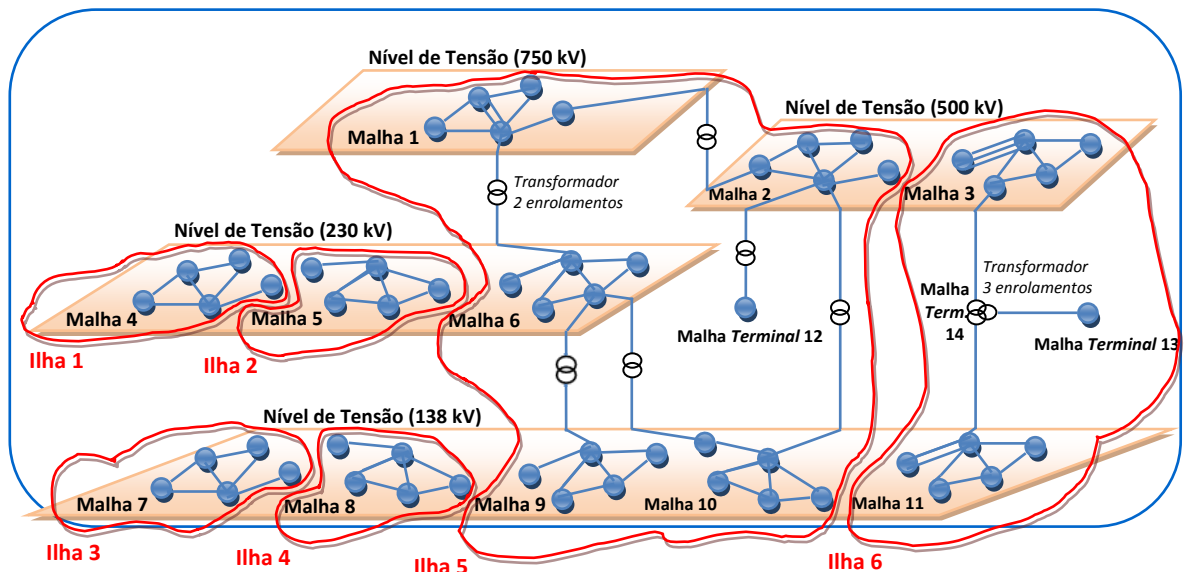 Nível de Tensão (750 kV)
Malha 1
Nível de Tensão (500 kV)
Malha 2
Malha 3
Transformador
2 enrolamentos
Nível de Tensão (230 kV)
Malha 4
Malha 5
Malha 6
Ilha 1
Ilha 2
Transformador
3 enrolamentos
Malha
Term.
14
Malha Terminal 12
Malha Terminal 13
Nível de Tensão (138 kV)
Malha 7
Malha 8
Malha 9
Malha 10
Malha 11
Ilha 3
Ilha 4
Ilha 5
Ilha 6